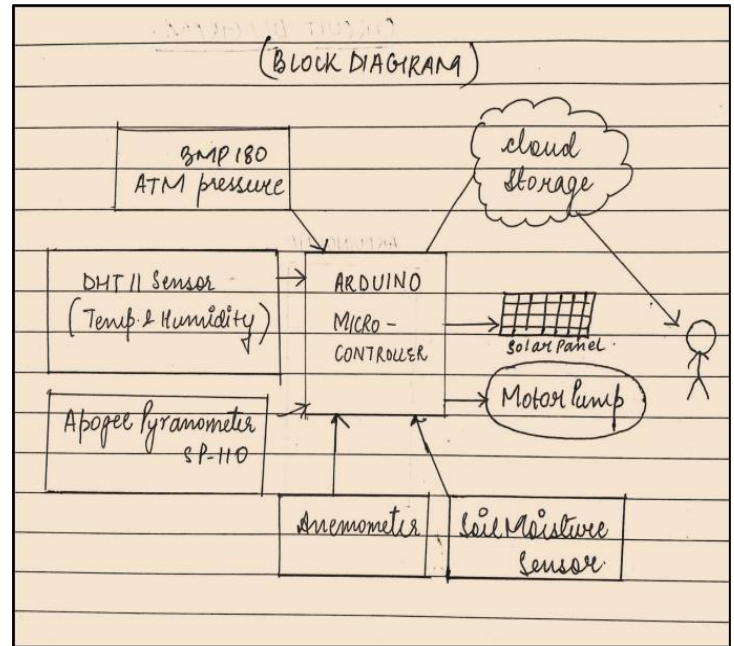 (BLOCK DIAGRAM)
BMP 180
ATM pressure
cloud
storage
DHT 11 Sensor
(Temp. & Humidity)
ARDUINO
MICRO -
CONTROLLER
Solar Panel
Motor Pump
Apogee Pyranometer
SP-110
Anemometer
Soil Moisture
Sensor.